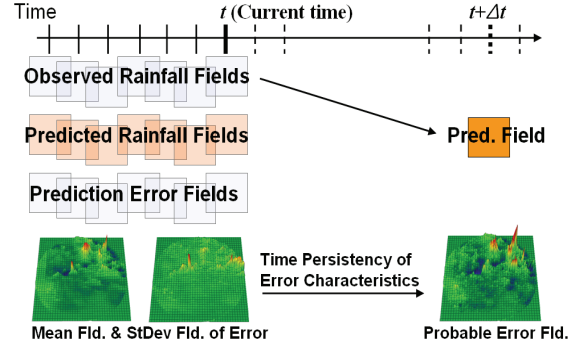 Time
t (Current time)
t+Δt
Observed Rainfall Fields
Predicted Rainfall Fields
Pred. Field
Prediction Error Fields
Time Persistency of
Error Characteristics
Mean Fld. & StDev Fld. of Error
Probable Error Fld.